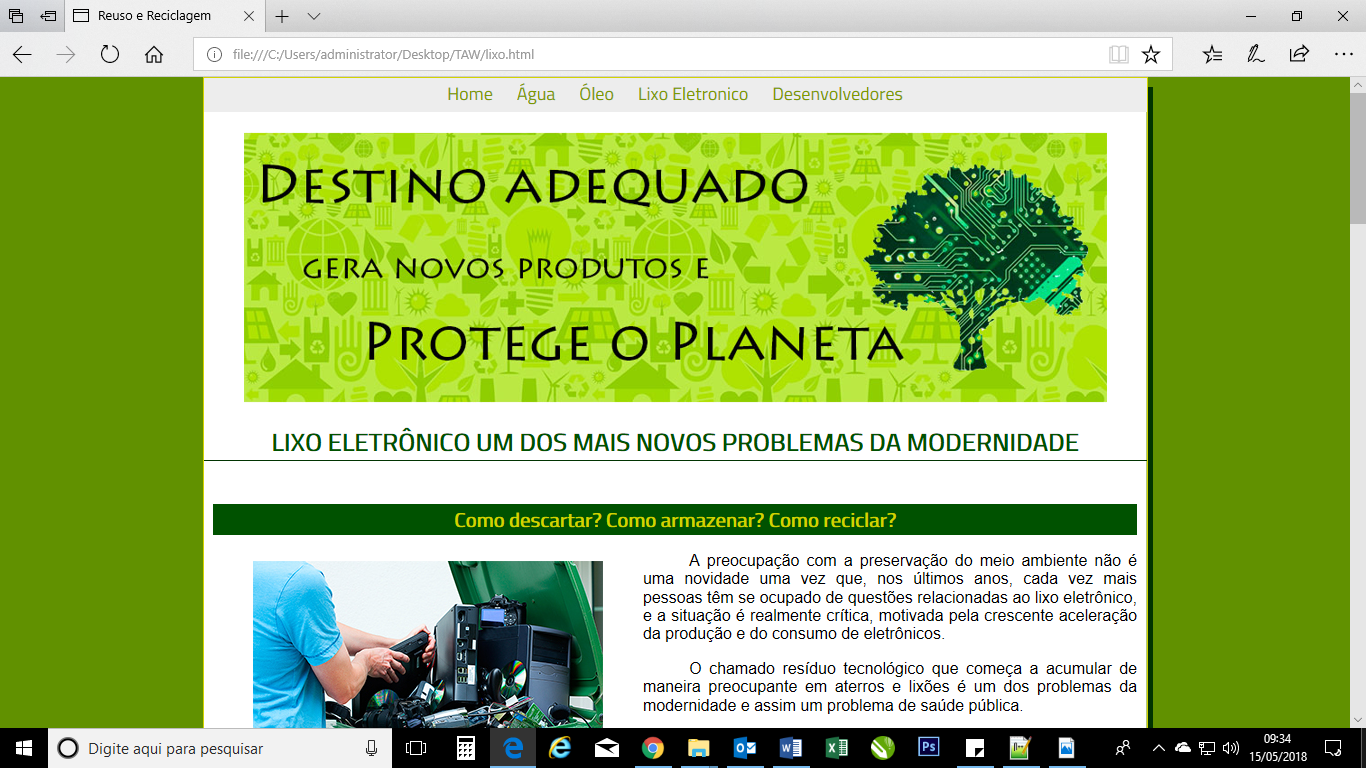 Reuso e Reciclagem
file:///C:/Users/administrator/Desktop/TAW/lixo.html
Home Água Óleo Lixo Eletronico Desenvolvedores
DESTINO ADEQUADO
GERA NOVOS PRODUTOS E
PROTEGE O PLANETA
LIXO ELETRÔNICO UM DOS MAIS NOVOS PROBLEMAS DA MODERNIDADE
Como descartar? Como armazenar? Como reciclar?
A preocupação com a preservação do meio ambiente não é
uma novidade uma vez que, nos últimos anos, cada vez mais
pessoas têm se ocupado de questões relacionadas ao lixo eletrônico,
e a situação é realmente crítica, motivada pela crescente aceleração
da produção e do consumo de eletrônicos.
O chamado resíduo tecnológico que começa a acumular de
maneira preocupante em aterros e lixões é um dos problemas da
modernidade e assim um problema de saúde pública.
Digite aqui para pesquisar
09:34
15/05/2018